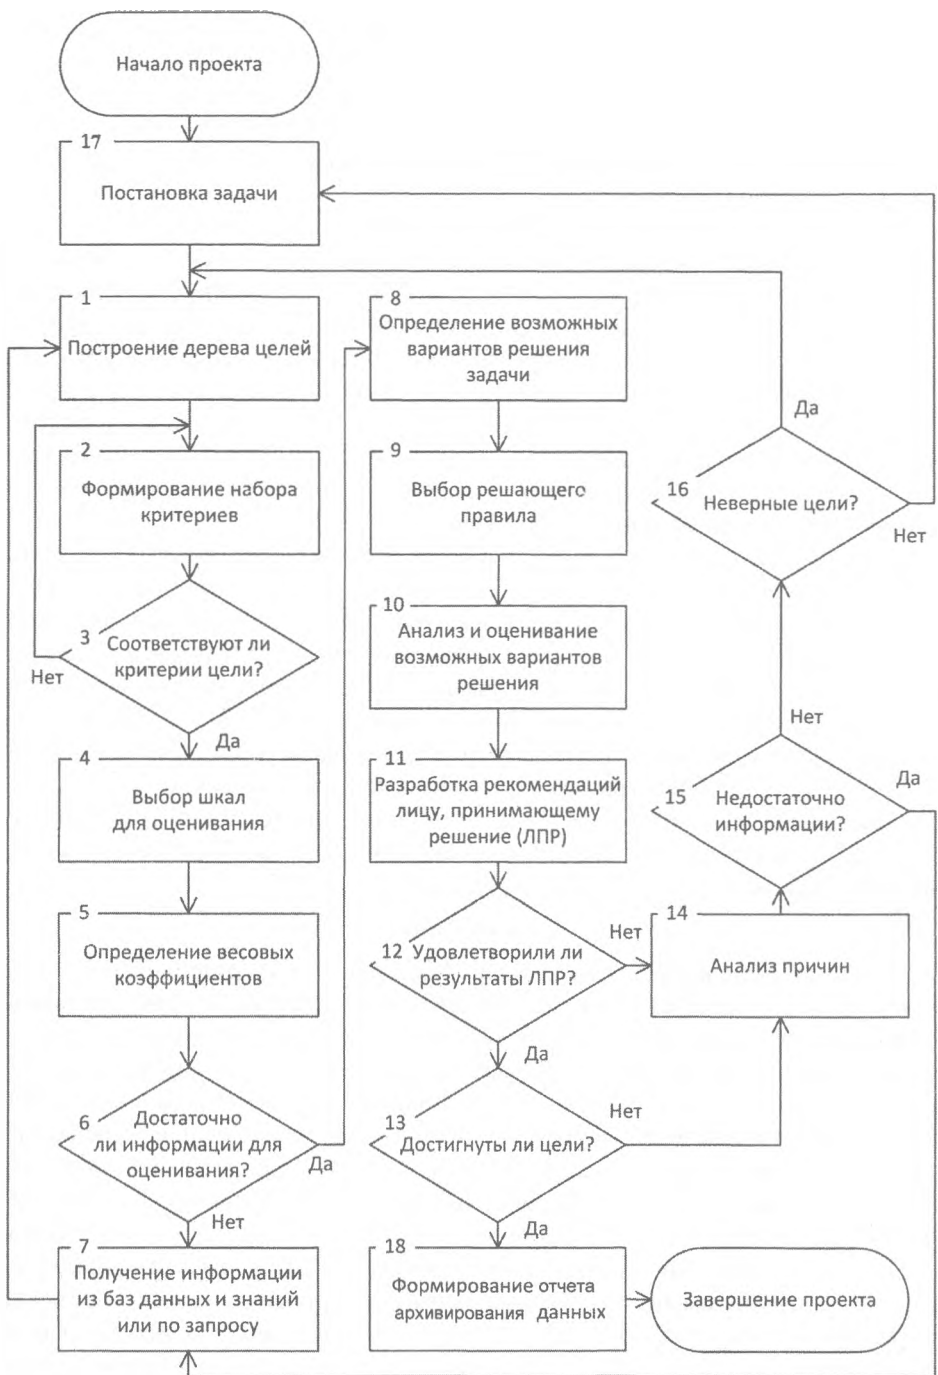 Начало проекта
17
Постановка задачи
1
Построение дерева целей
2
Формирование набора
критериев
3
Соответствуют ли
критерии цели?
Нет
Да
4
Выбор шкал
для оценивания
5
Определение весовых
коэффициентов
6
Достаточно
ли информации для
оценивания?
Да
Нет
7
Получение информации
из баз данных и знаний
или по запросу
8
Определение возможных
вариантов решения
задачи
9
Выбор решающего
правила
10
Анализ и оценивание
возможных вариантов
решения
11
Разработка рекомендаций
лицу, принимающему
решение (ЛПР)
12
Удовлетворили ли
результаты ЛПР?
Нет
Да
13
Достигнуты ли цели?
Нет
Да
18
Формирование отчета
архивирования данных
14
Анализ причин
15
Недостаточно
информации?
Да
Нет
16
Неверные цели?
Да
Нет
Завершение проекта